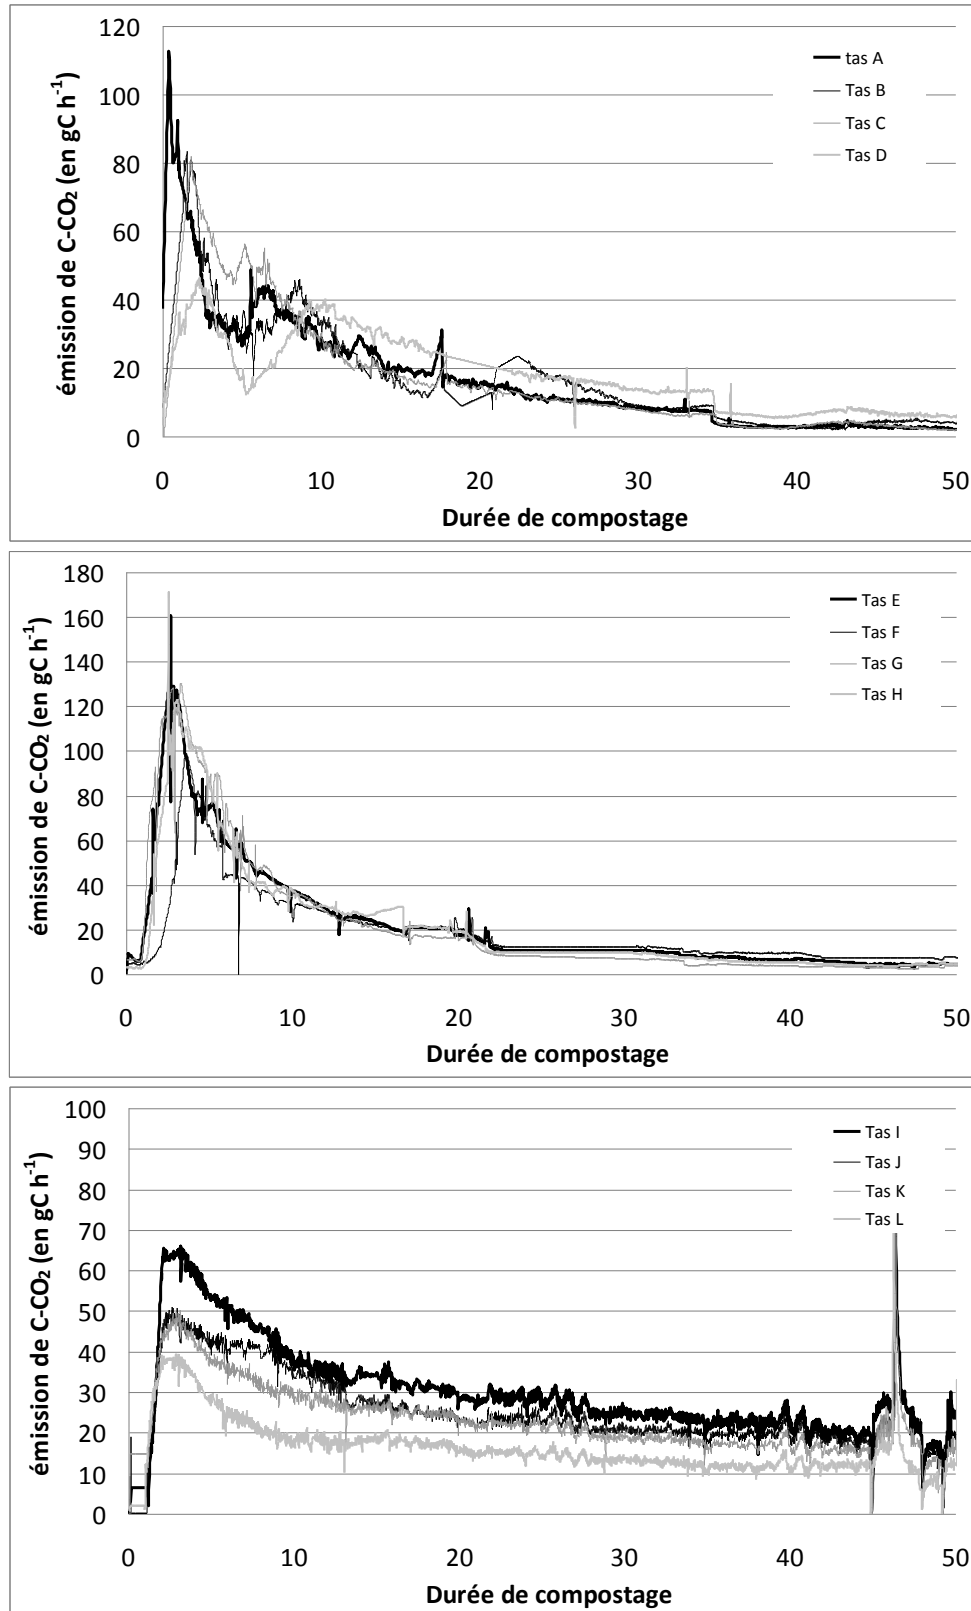 émission de C-CO₂ (en gC h⁻¹)
120
100
80
60
40
20
0
tas A
Tas B
Tas C
Tas D
0 10 20 30 40 50
Durée de compostage
émission de C-CO₂ (en gC h⁻¹)
180
160
140
120
100
80
60
40
20
0
Tas E
Tas F
Tas G
Tas H
0 10 20 30 40 50
Durée de compostage
émission de C-CO₂ (en gC h⁻¹)
100
90
80
70
60
50
40
30
20
10
0
Tas I
Tas J
Tas K
Tas L
0 10 20 30 40 50
Durée de compostage